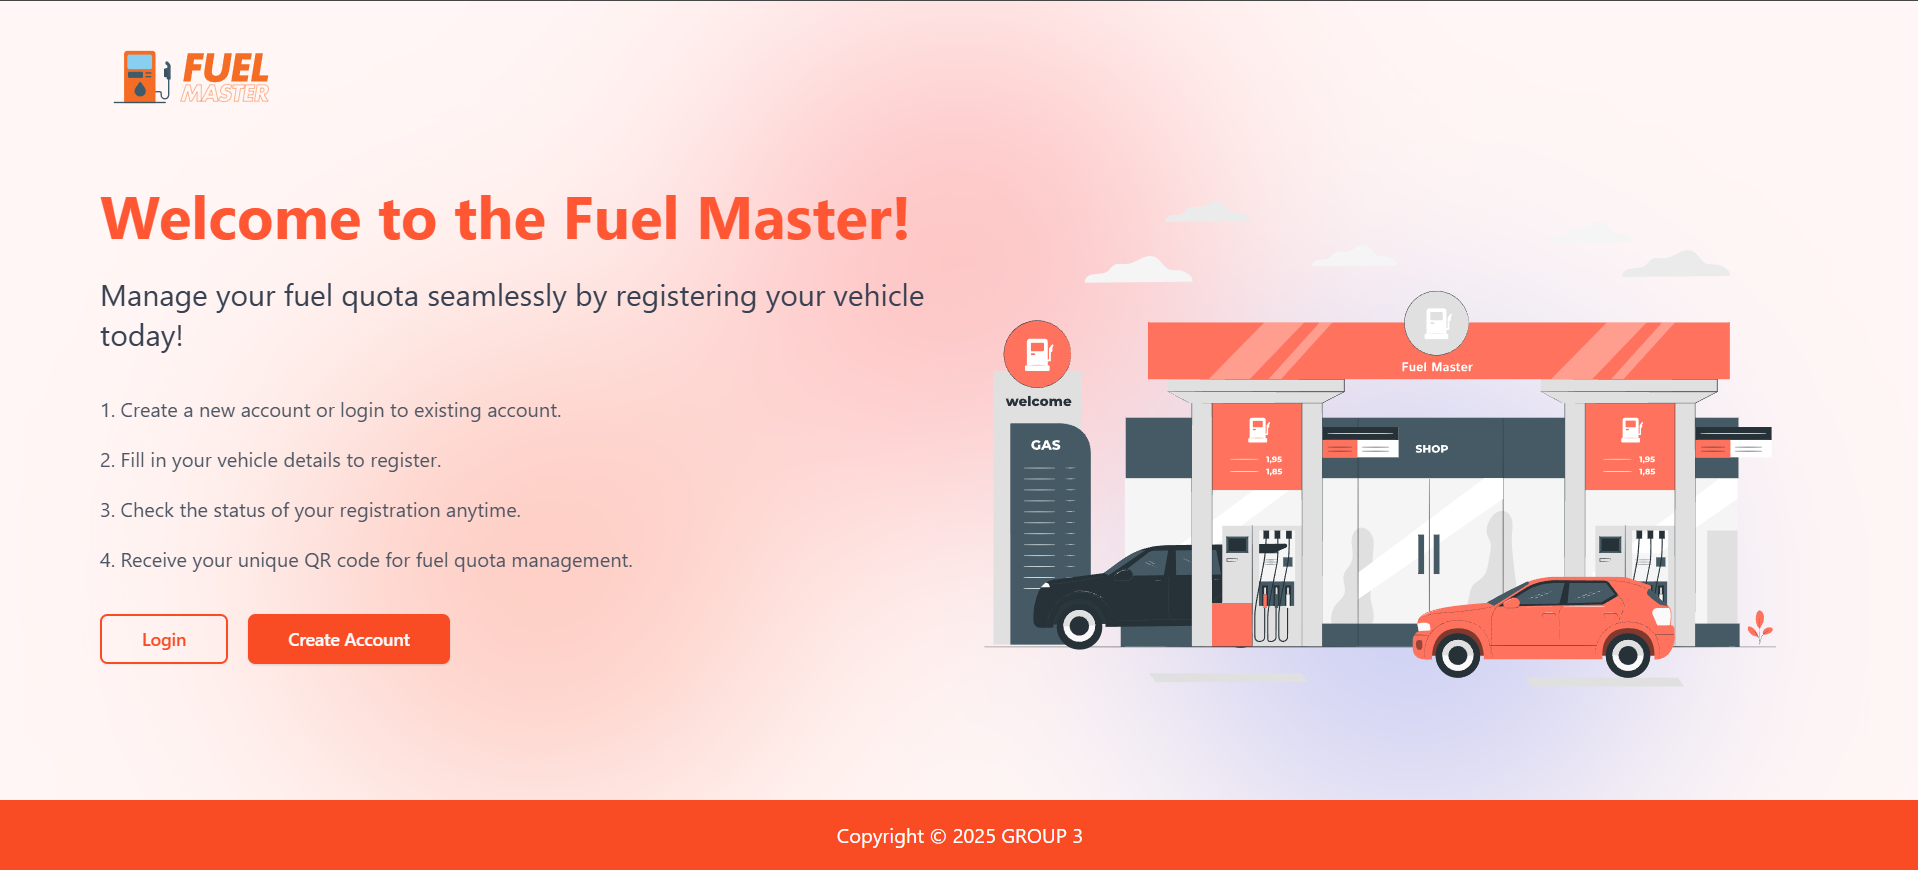 FUEL
MASTER
Welcome to the Fuel Master!
Manage your fuel quota seamlessly by registering your vehicle
today!
1. Create a new account or login to existing account.
2. Fill in your vehicle details to register.
3. Check the status of your registration anytime.
4. Receive your unique QR code for fuel quota management.
Login
Create Account
Fuel Master
welcome
GAS
SHOP
1,95
1,85
1,95
1,85
Copyright © 2025 GROUP 3